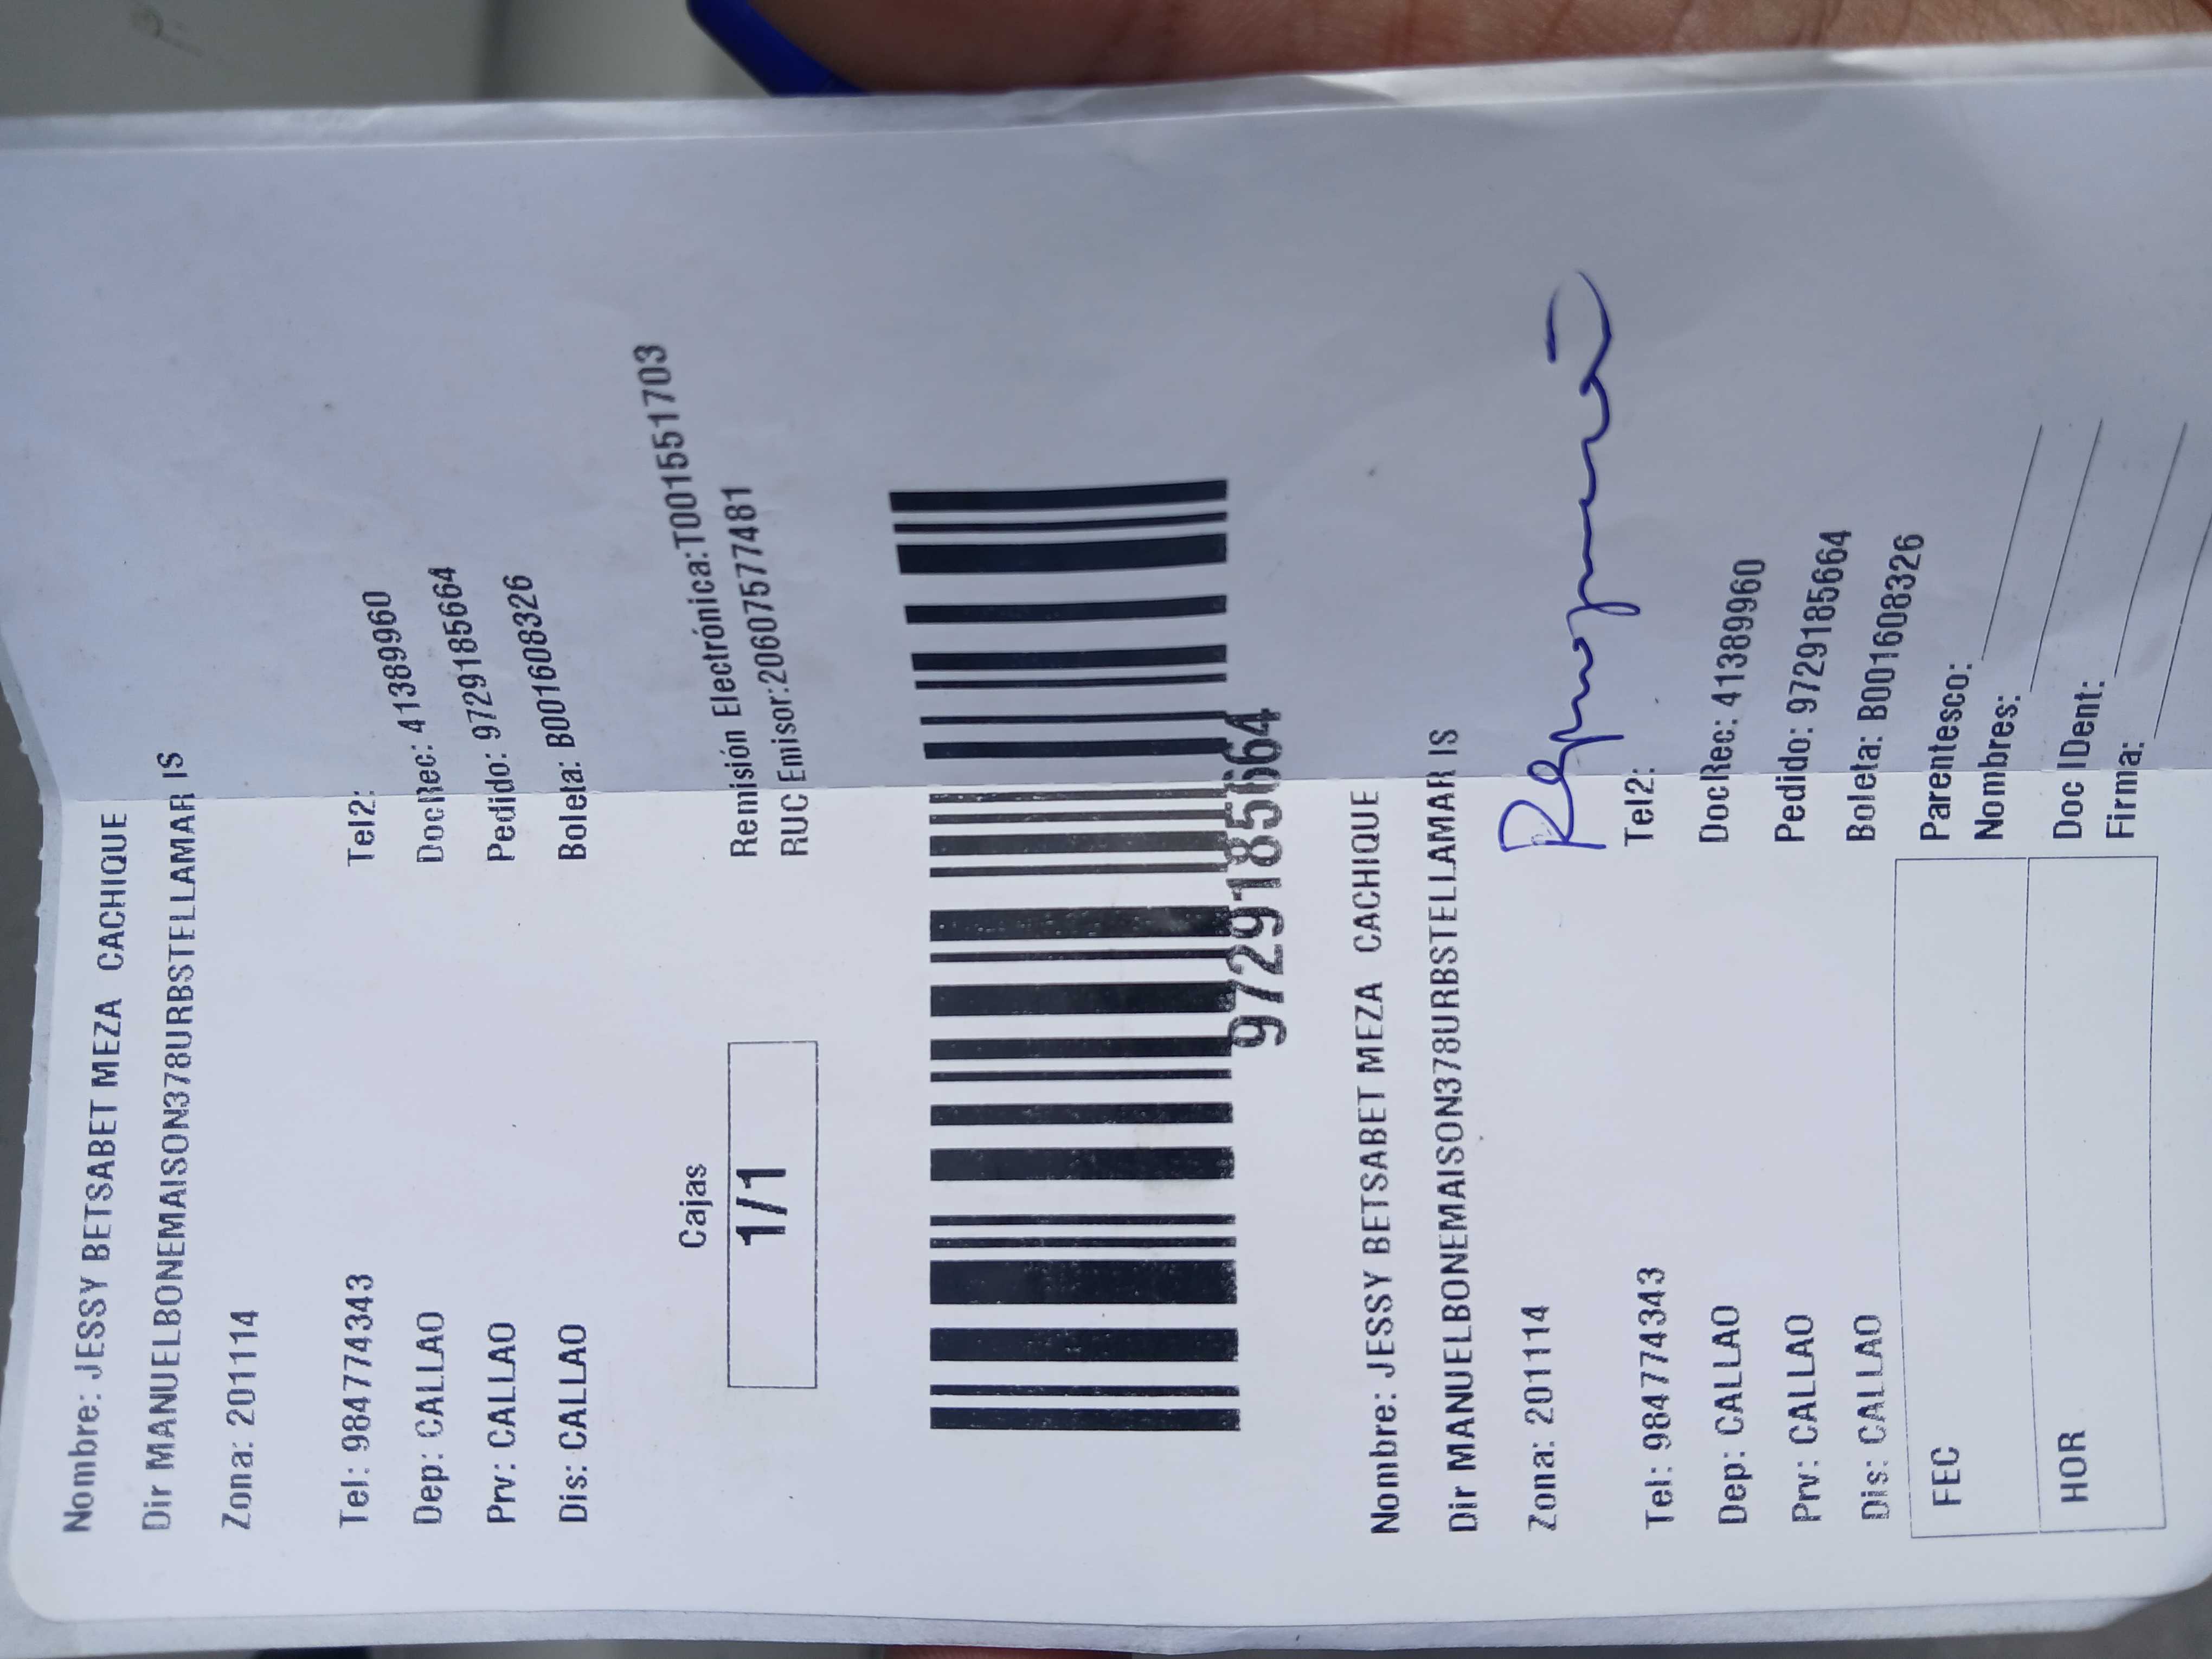 Nombre: JESSY BETSABET MEZA CACHIQUE
Dir MANUELBONEMAISON378URBSTELLAMAR IS
Zona: 201114
Tel: 984774343 Tel2:
Dep: CALLAO DocRec: 41389960
Prv: CALLAO Pedido: 9729185664
Dis: CALLAO Boleta: B001608326
Remisión Electrónica:T001551703
Cajas
1/1
RUC Emisor:20607577481
9729185664
Nombre: JESSY BETSABET MEZA CACHIQUE
Dir MANUELBONEMAISON378URBSTELLAMAR IS
Zona: 201114
Tel: 984774343 Tel2:
Dep: CALLAO DocRec: 41389960
Prv: CALLAO Pedido: 9729185664
Dis: CALLAO Boleta: B001608326
FEC Parentesco:
Nombres:
HOR Doc IDent:
Firma: